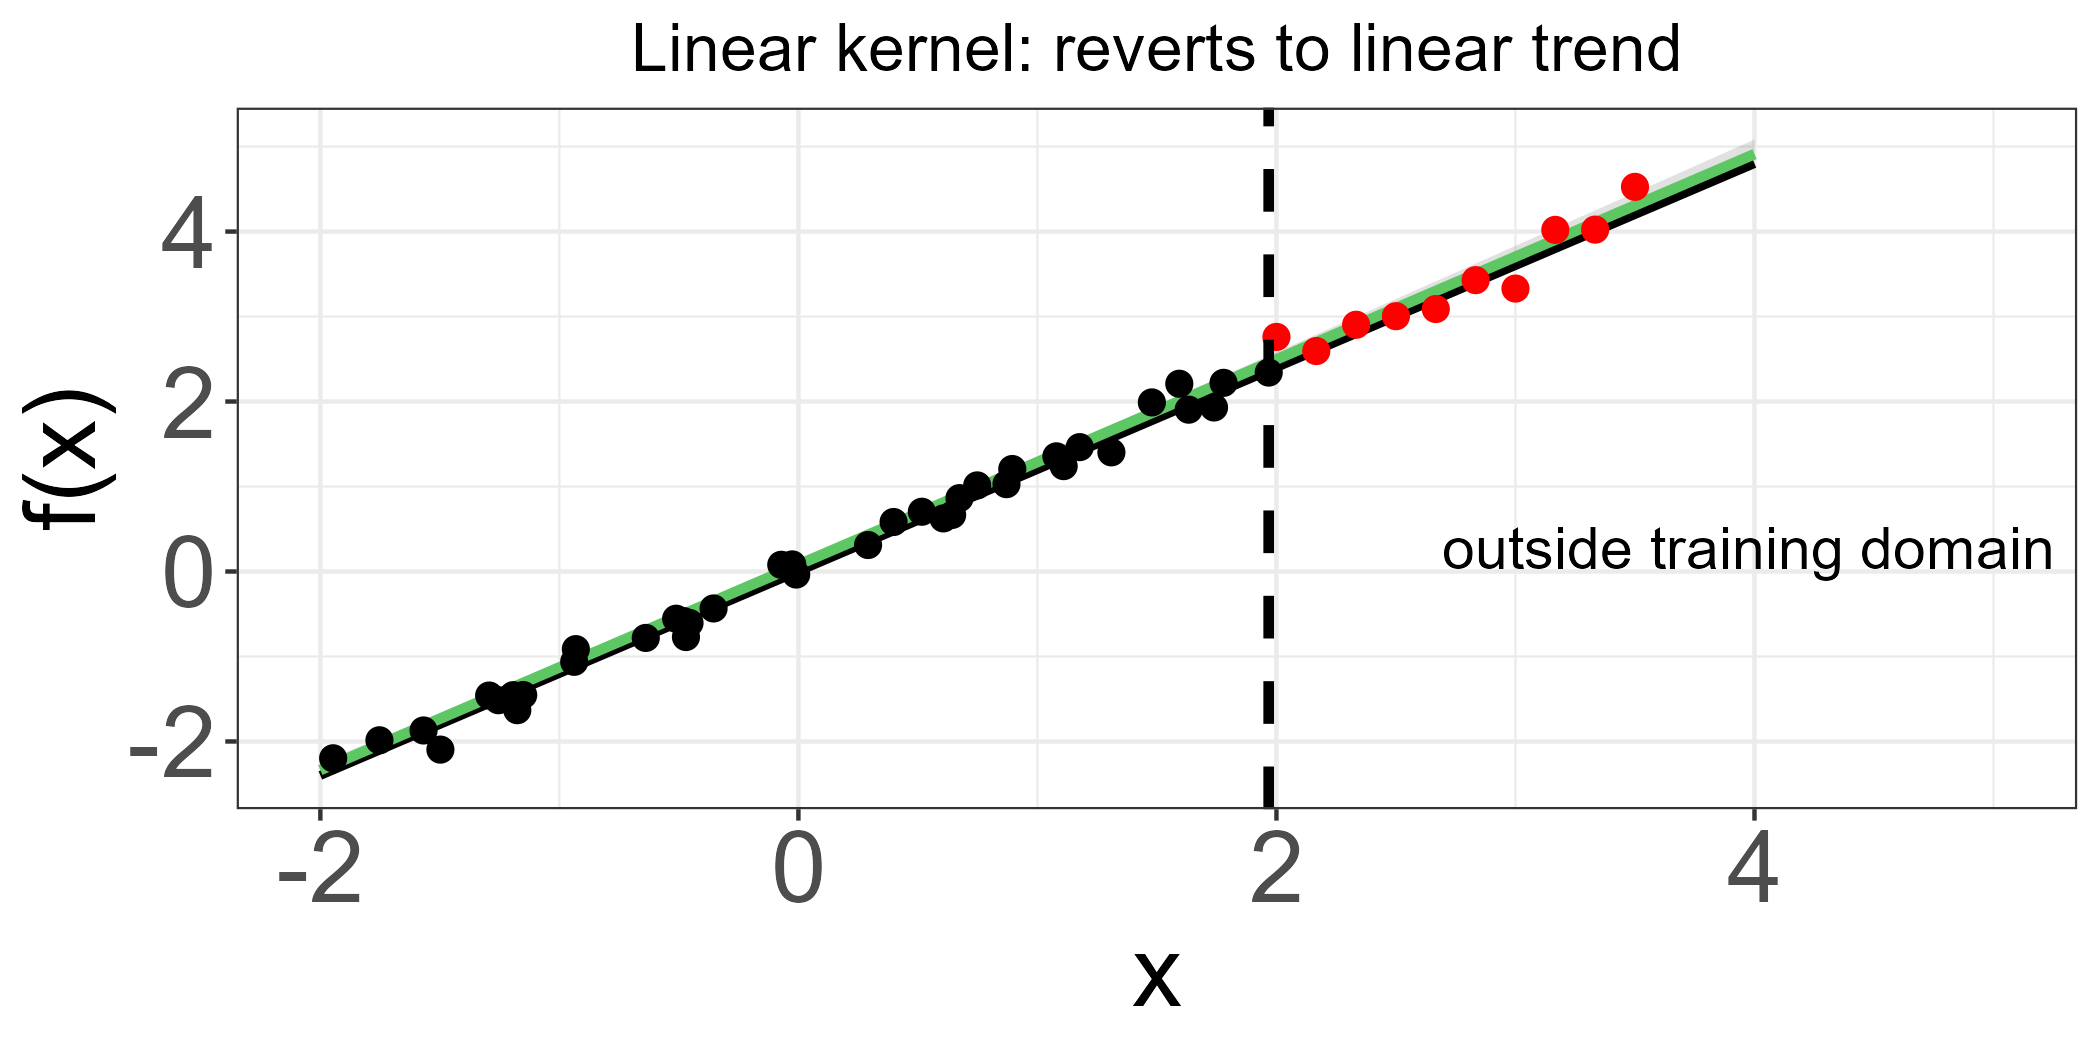 Linear kernel: reverts to linear trend
f(x)
4
2
0
-2
outside training domain
-2
0
2
4
x